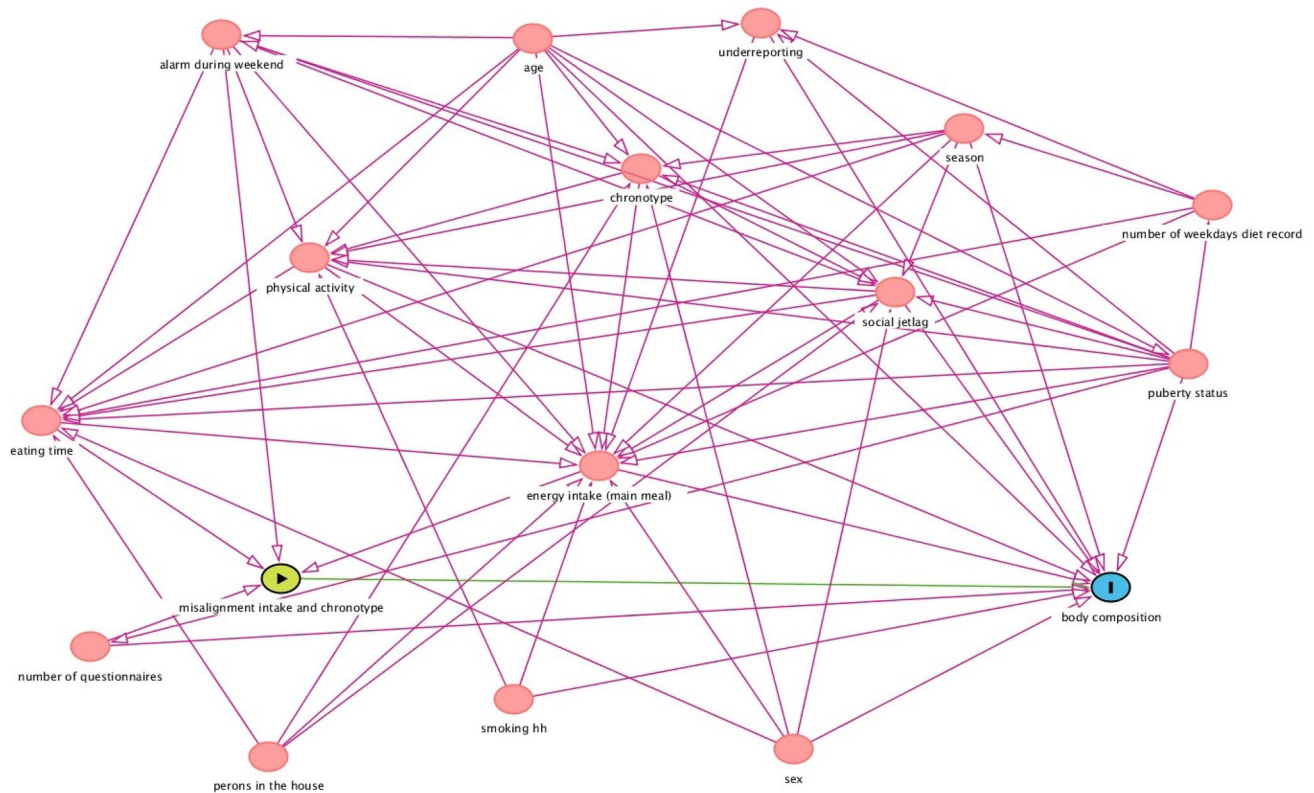 alarm during weekend
age
underreporting
season
chronotype
number of weekdays diet record
physical activity
social jetlag
puberty status
eating time
energy intake (main meal)
misalignment intake and chronotype
body composition
number of questionnaires
smoking hh
perons in the house
sex